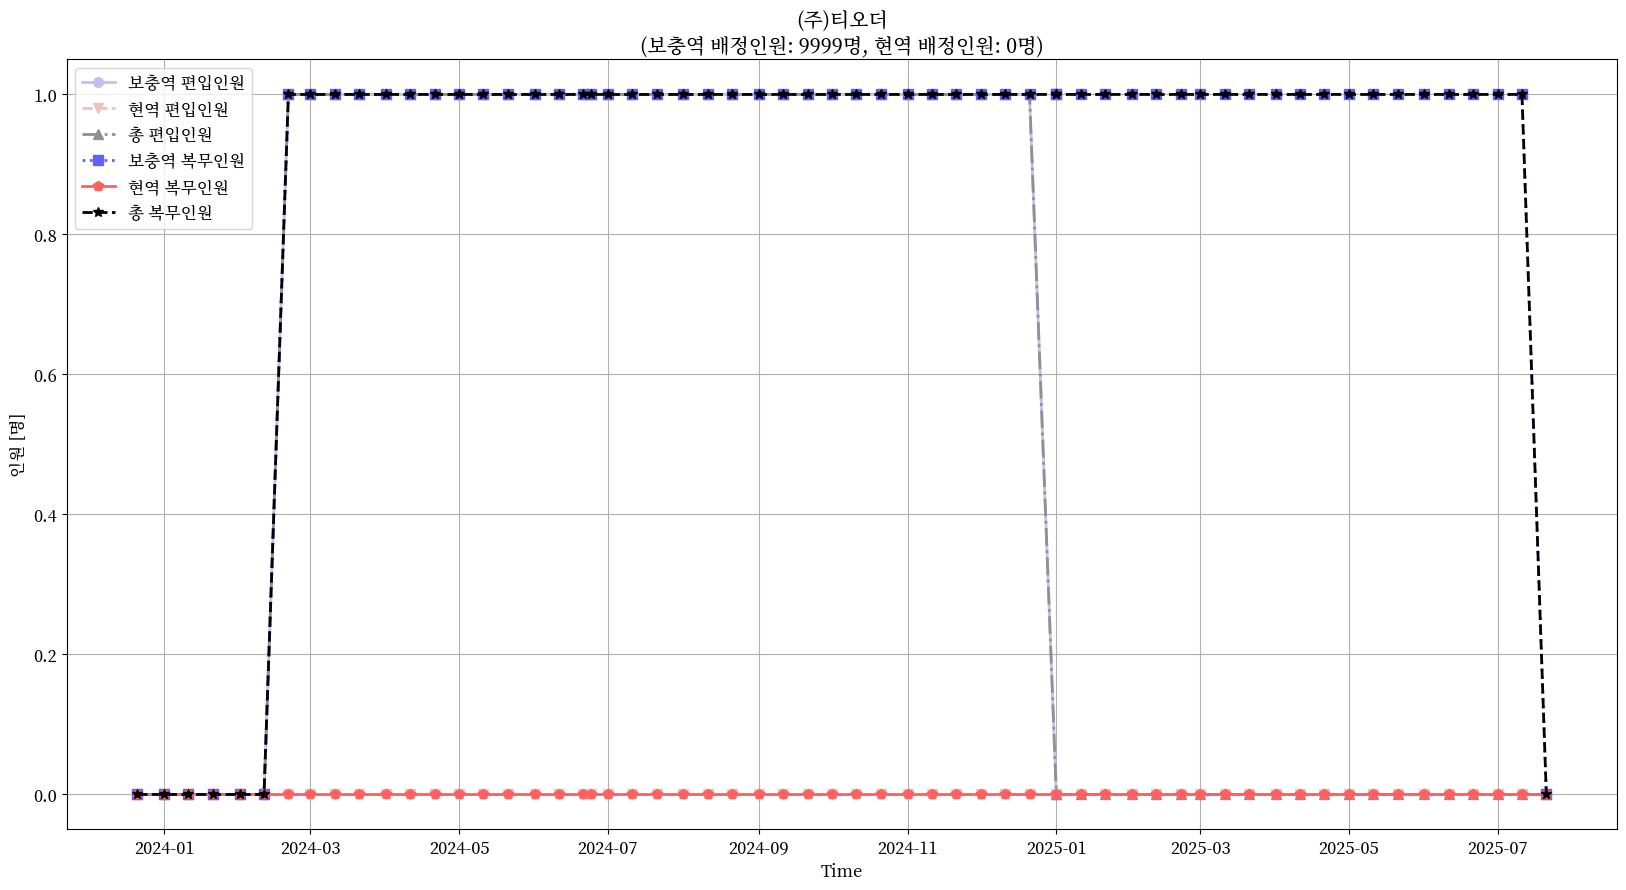 (주)티오더
(보충역 배정인원: 9999명, 현역 배정인원: 0명)
보충역 편입인원
현역 편입인원
총 편입인원
보충역 복무인원
현역 복무인원
총 복무인원
1.0
0.8
0.6
0.4
0.2
0.0
인원 [명]
2024-01
2024-03
2024-05
2024-07
2024-09
2024-11
2025-01
2025-03
2025-05
2025-07
Time